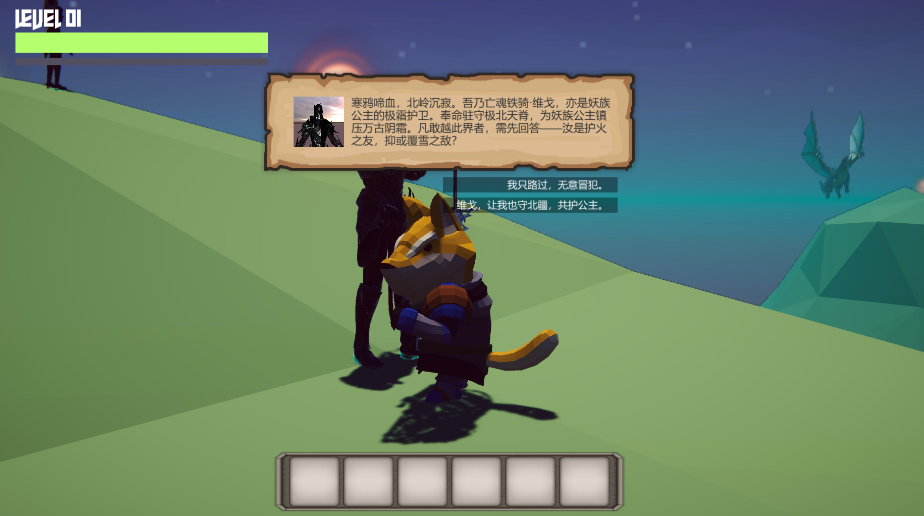 LEVEL 01
寒鸦啼血，北岭沉寂。吾乃亡魂铁骑·维戈，亦是妖族
公主的极霜护卫。奉命驻守极北天脊，为妖族公主镇
压万古阴霜。凡敢越此界者，需先回答——汝是护火
之友，抑或覆雪之敌？
我只路过，无意冒犯。
维戈，让我也守北疆，共护公主。